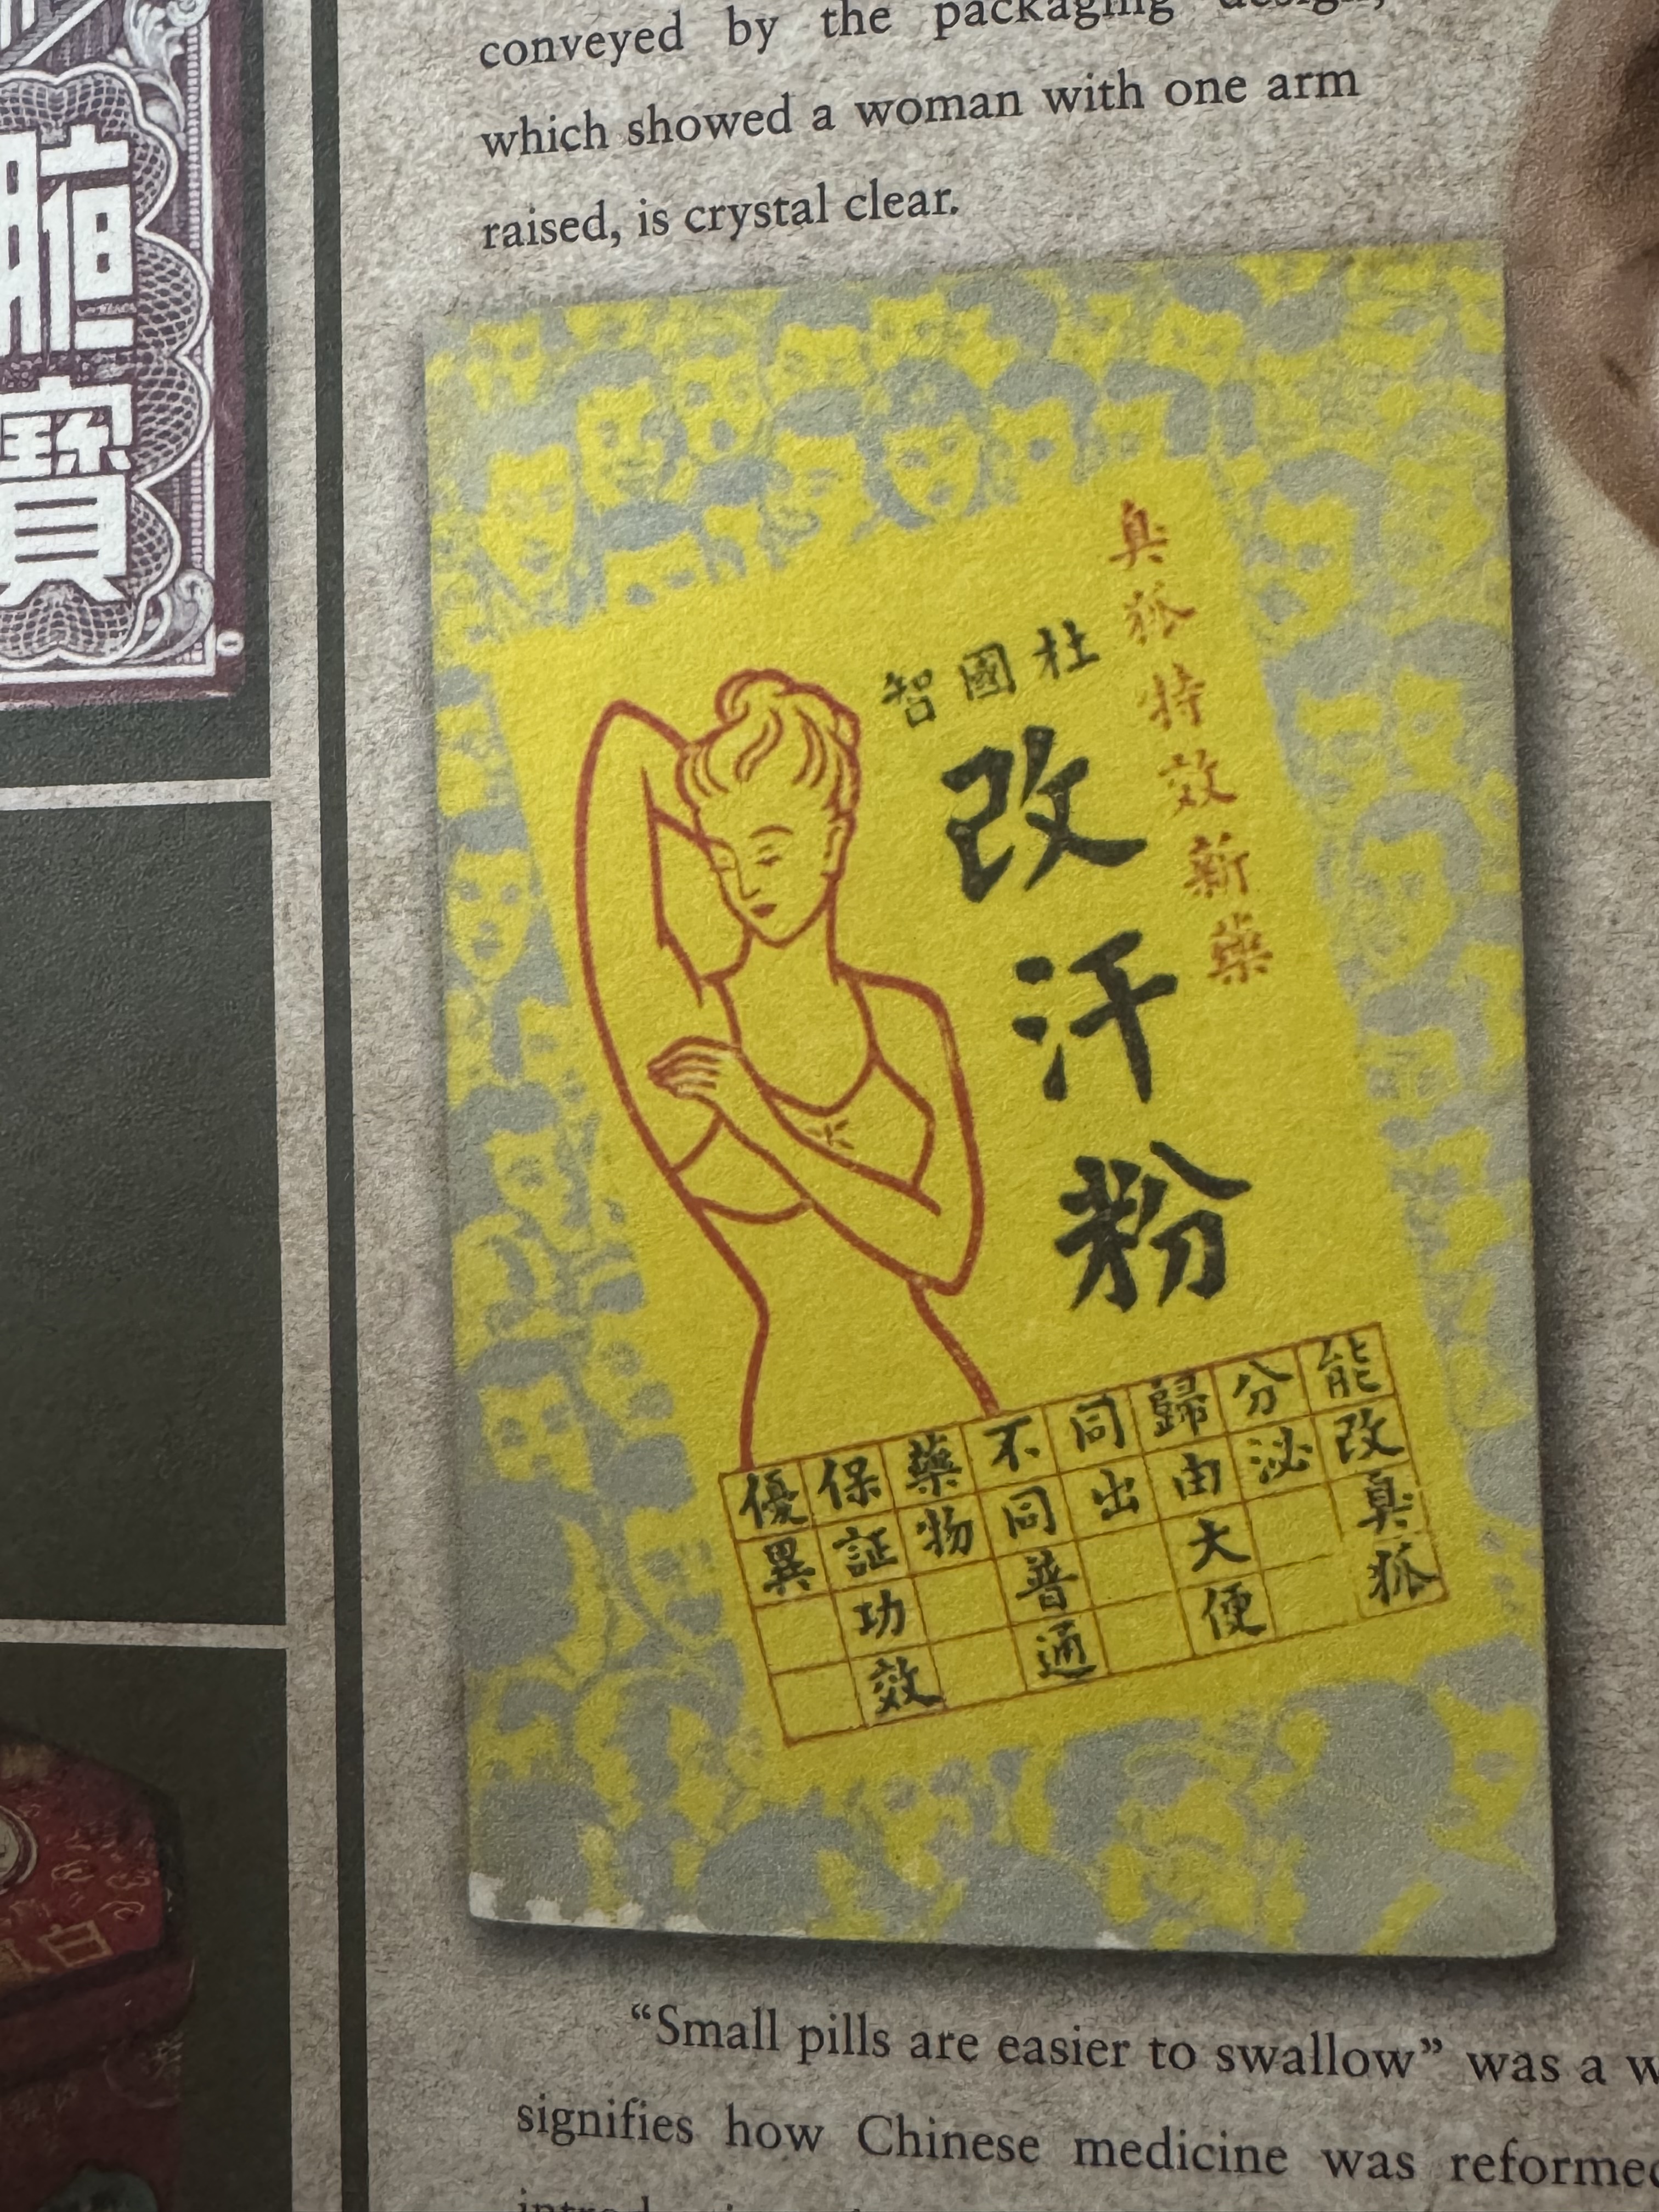 寶
conveyed by the packaging design,
which showed a woman with one arm
raised, is crystal clear.
臭狐特效新藥
杜國智
改汗粉
能改臭狐
分泌
歸由大便
同出
不同普通
藥物
保証功效
優異
“Small pills are easier to swallow” was a
signifies how Chinese medicine was reformed